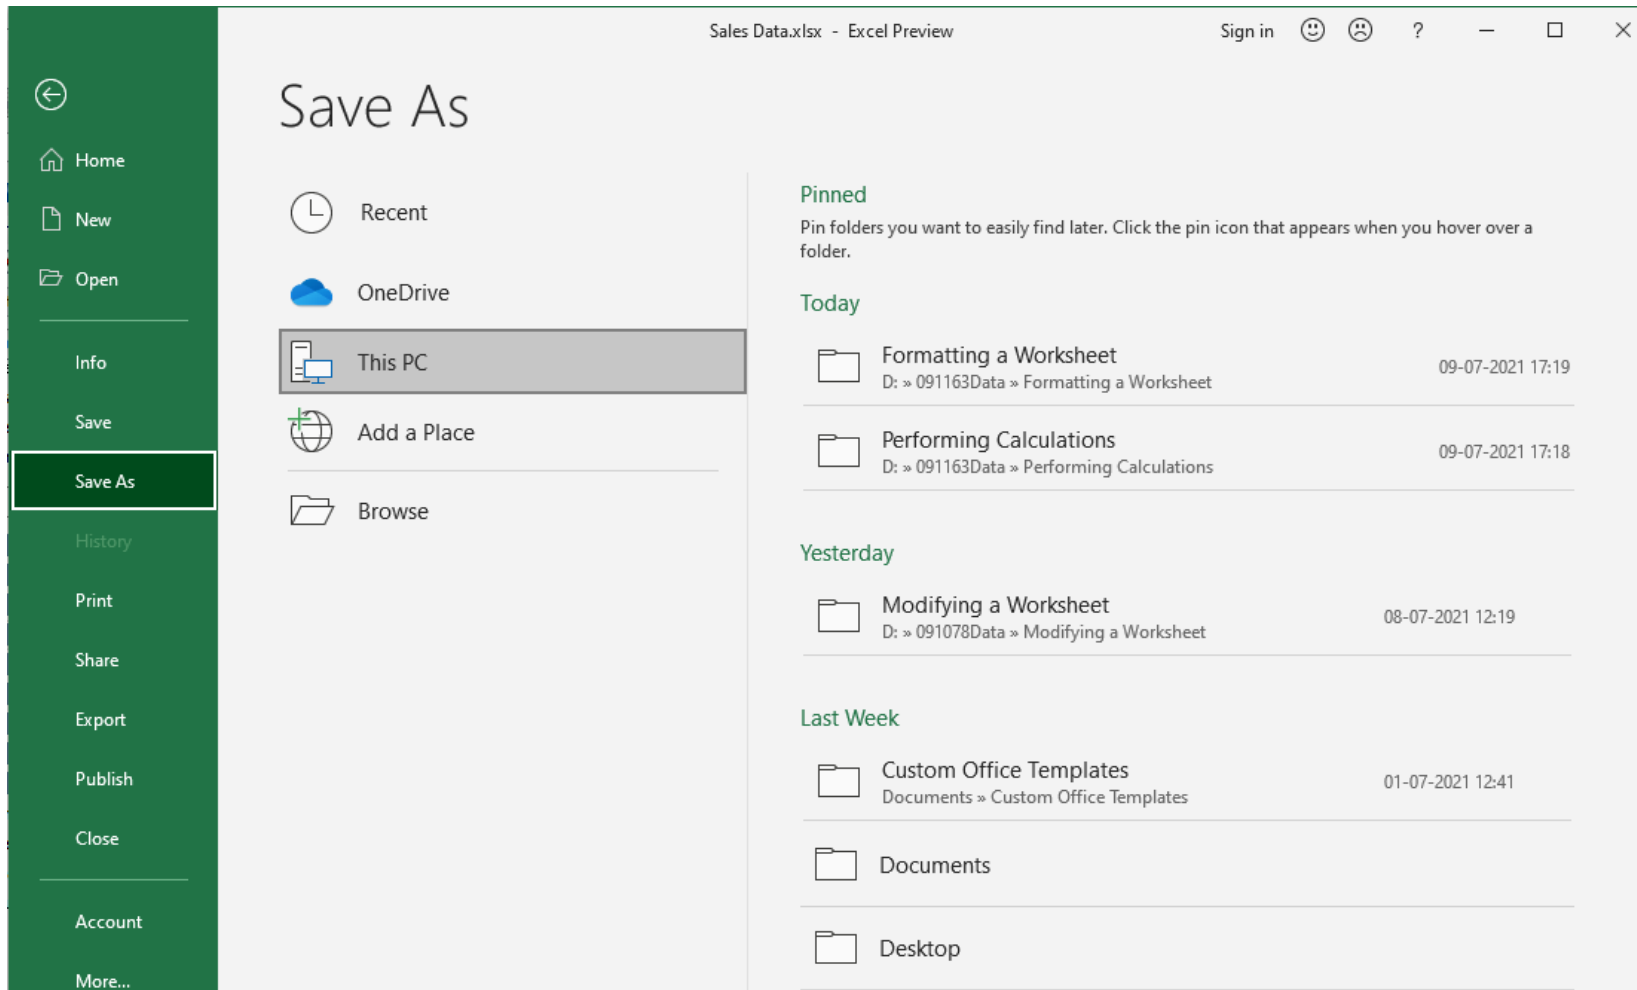 Sales Data.xlsx - Excel Preview
Sign in
?
Home
New
Open
Info
Save
Save As
History
Print
Share
Export
Publish
Close
Account
More...
Save As
Recent
OneDrive
This PC
Add a Place
Browse
Pinned
Pin folders you want to easily find later. Click the pin icon that appears when you hover over a
folder.
Today
Formatting a Worksheet
D: » 091163Data » Formatting a Worksheet
09-07-2021 17:19
Performing Calculations
D: » 091163Data » Performing Calculations
09-07-2021 17:18
Yesterday
Modifying a Worksheet
D: » 091078Data » Modifying a Worksheet
08-07-2021 12:19
Last Week
Custom Office Templates
Documents » Custom Office Templates
01-07-2021 12:41
Documents
Desktop